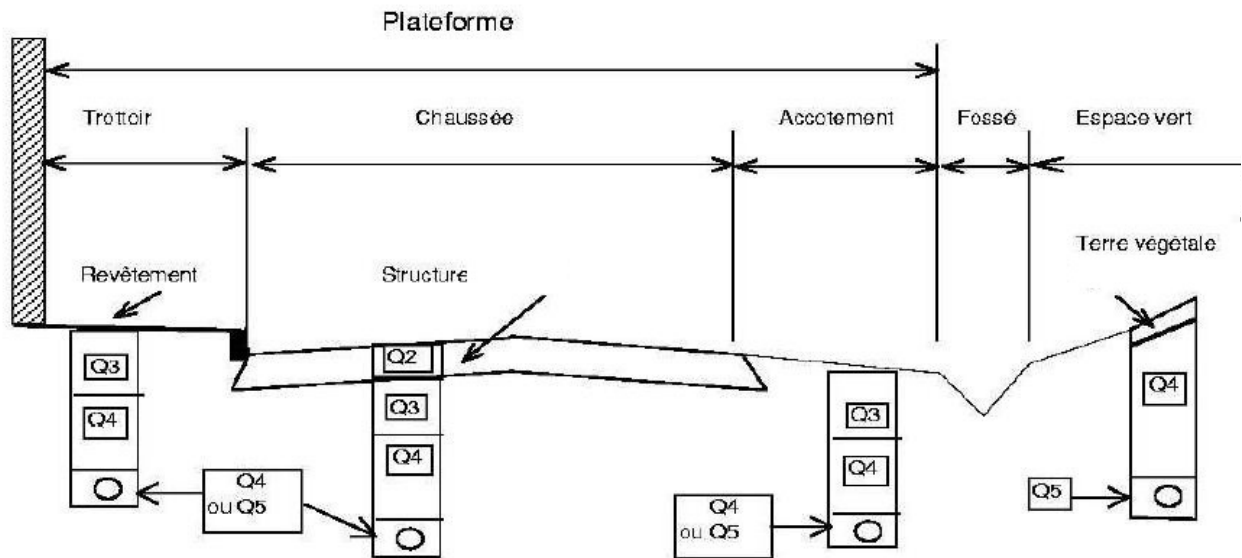 Plateforme
Trottoir
Chaussée
Accotement
Fossé
Espace vert
Terre végétale
Revêtement
Structure
Q2
Q3
Q3
Q3
Q4
Q4
Q4
Q4
Q4
ou Q5
Q4
ou Q5
Q5